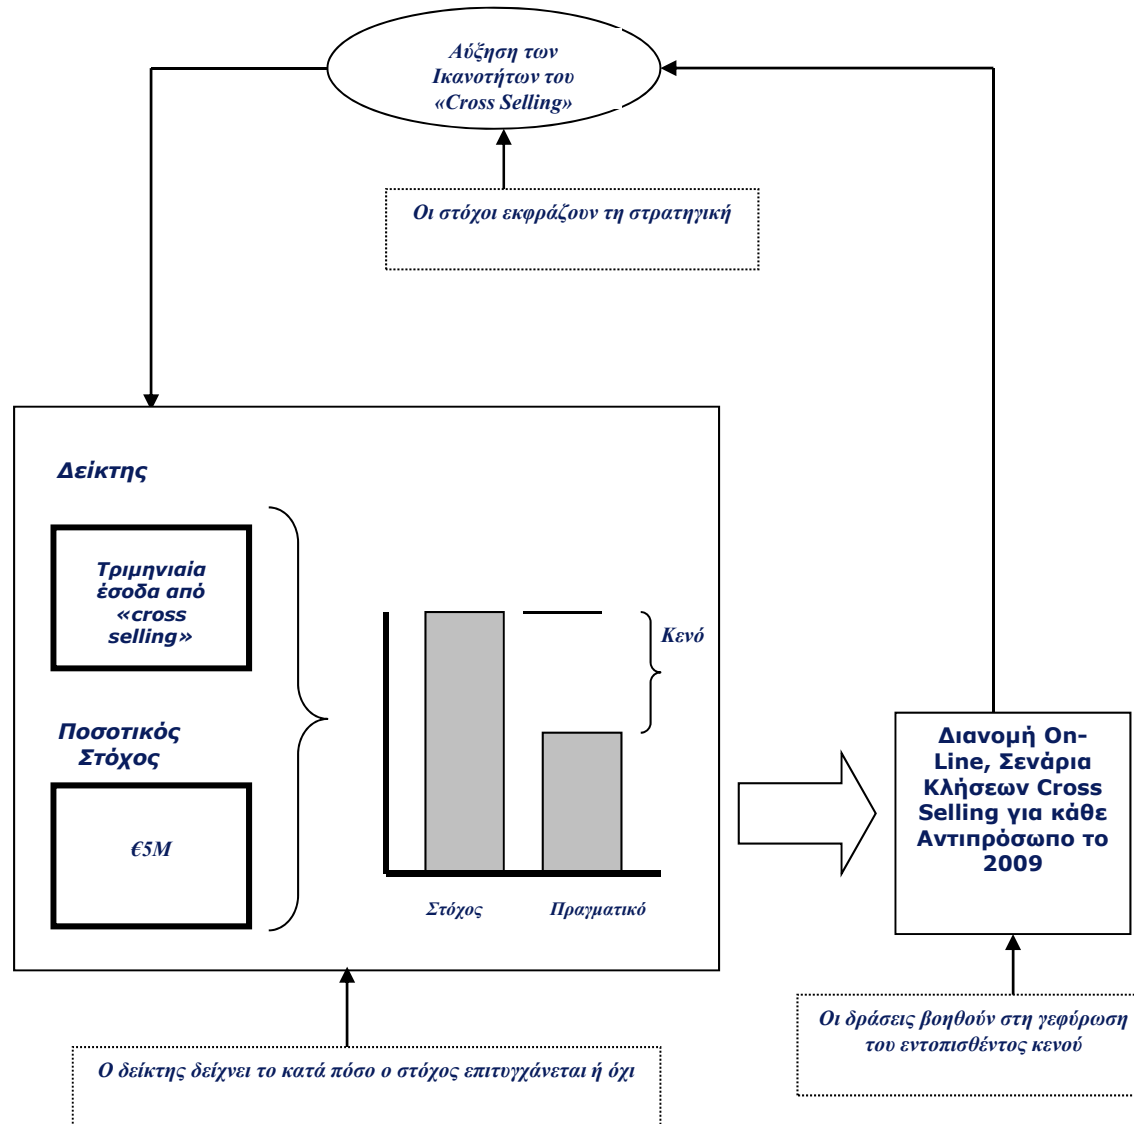 Αύξηση των
Ικανοτήτων του
«Cross Selling»
Οι στόχοι εκφράζουν τη στρατηγική
Δείκτης
Τριμηνιαία
έσοδα από
«cross
selling»
Κενό
Ποσοτικός
Στόχος
€5M
Στόχος
Πραγματικό
Διανομή On-
Line, Σενάρια
Κλήσεων Cross
Selling για κάθε
Αντιπρόσωπο το
2009
Οι δράσεις βοηθούν στη γεφύρωση
του εντοπισθέντος κενού
Ο δείκτης δείχνει το κατά πόσο ο στόχος επιτυγχάνεται ή όχι